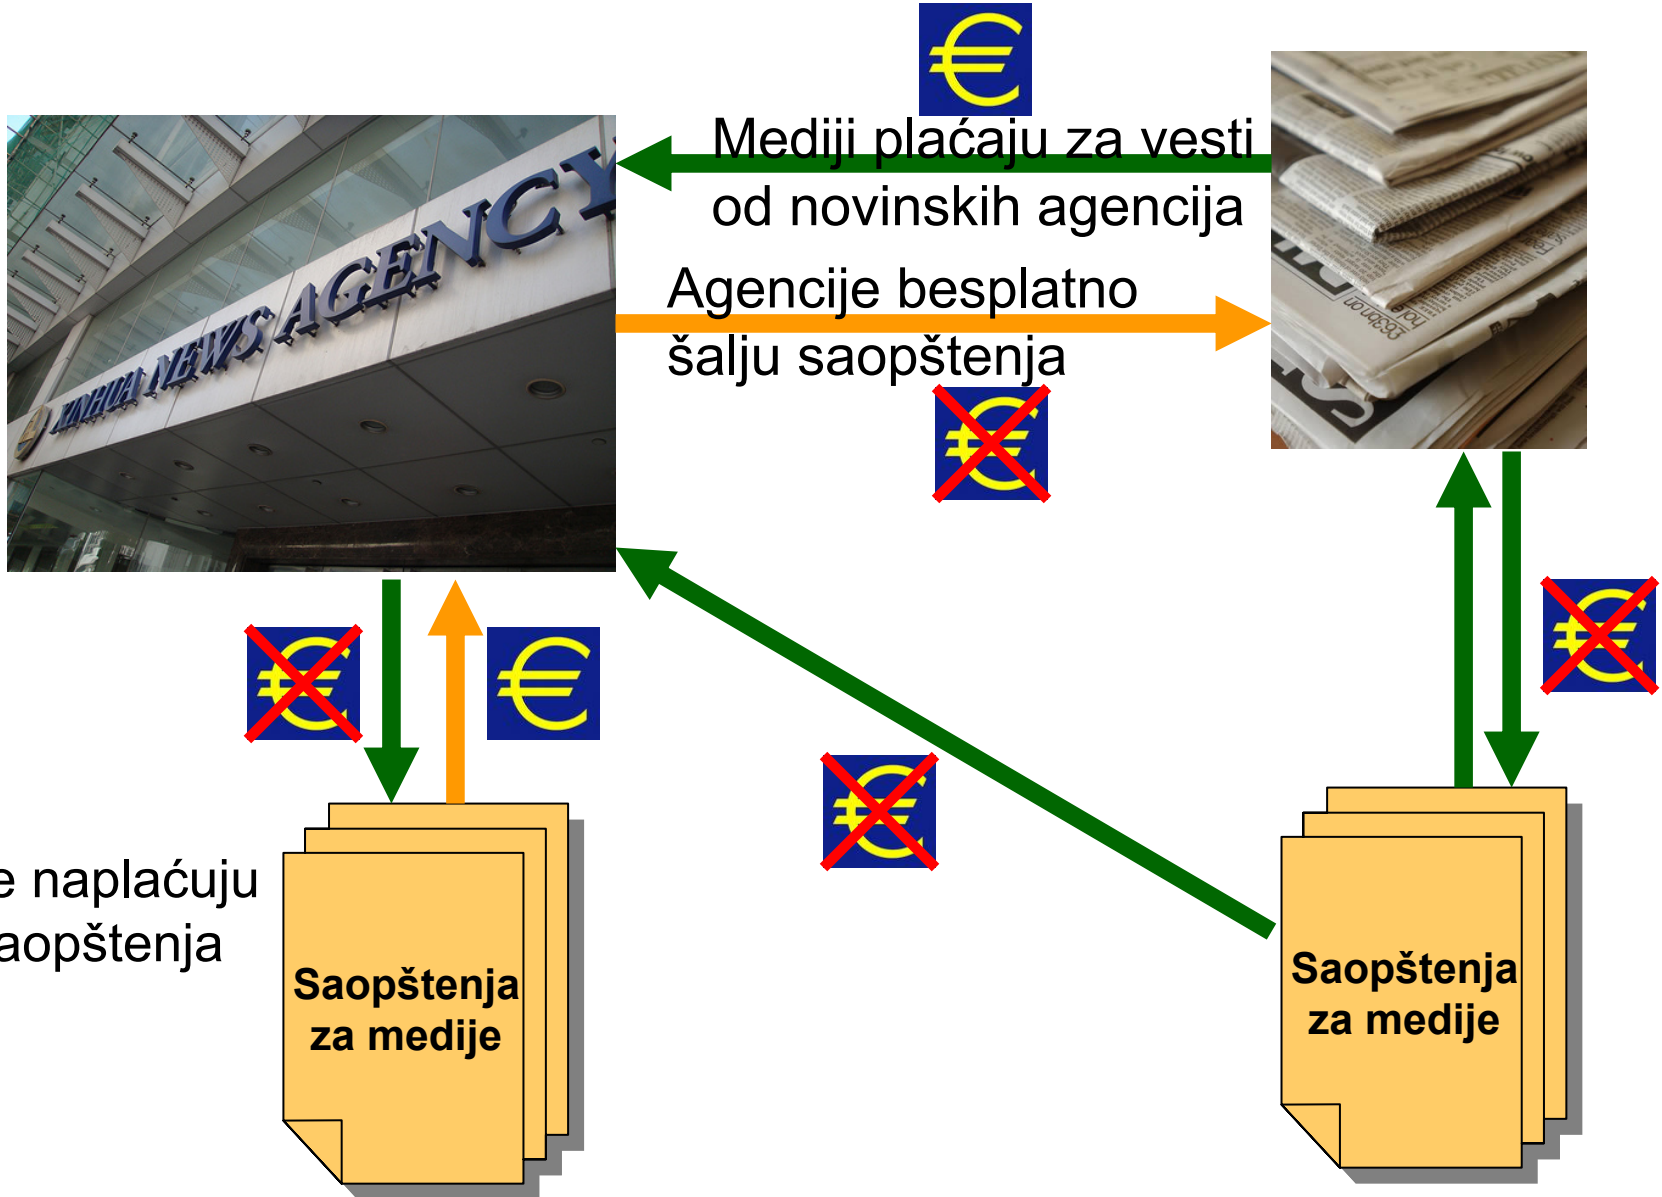 Mediji plaćaju za vesti
od novinskih agencija
Agencije besplatno
šalju saopštenja
XINHUA NEWS AGENCY
e naplaćuju
aopštenja
Saopštenja
za medije
Saopštenja
za medije